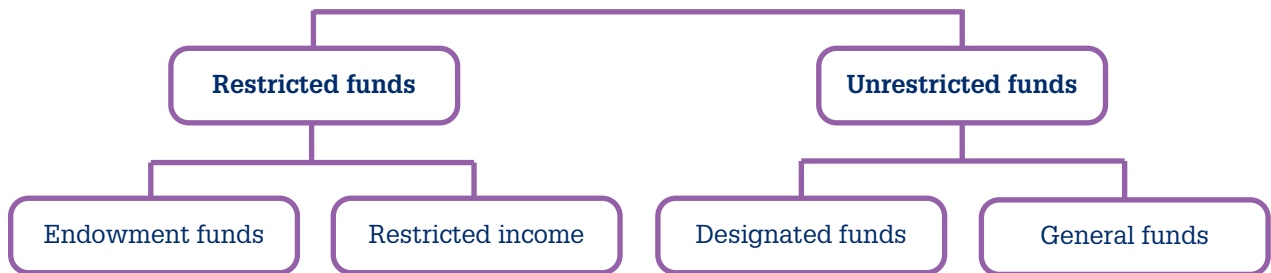 Restricted funds
Unrestricted funds
Endowment funds
Restricted income
Designated funds
General funds